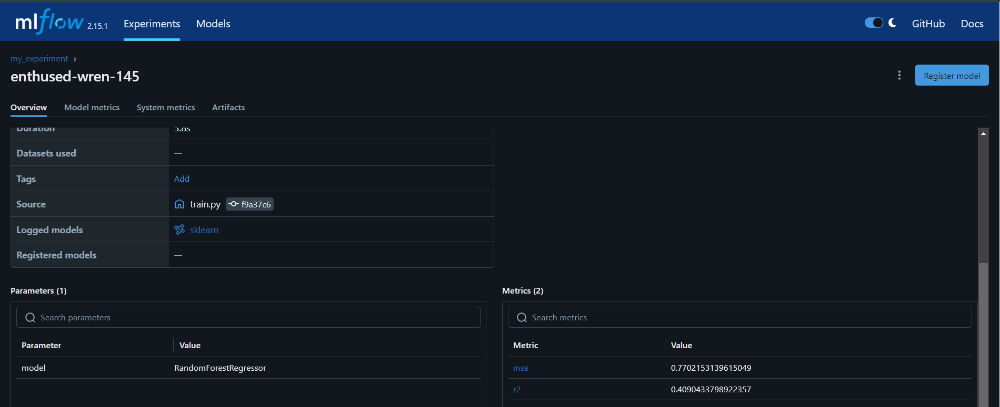 mlflow 2.15.1 Experiments Models GitHub Docs
my_experiment ›
enthused-wren-145
Register model
Overview Model metrics System metrics Artifacts
Duration 3.8s
Datasets used —
Tags Add
Source train.py f9a37c6
Logged models sklearn
Registered models —
Parameters (1)
Search parameters
Parameter Value
model RandomForestRegressor
Metrics (2)
Search metrics
Metric Value
mse 0.7702153139615049
r2 0.4090433798922357